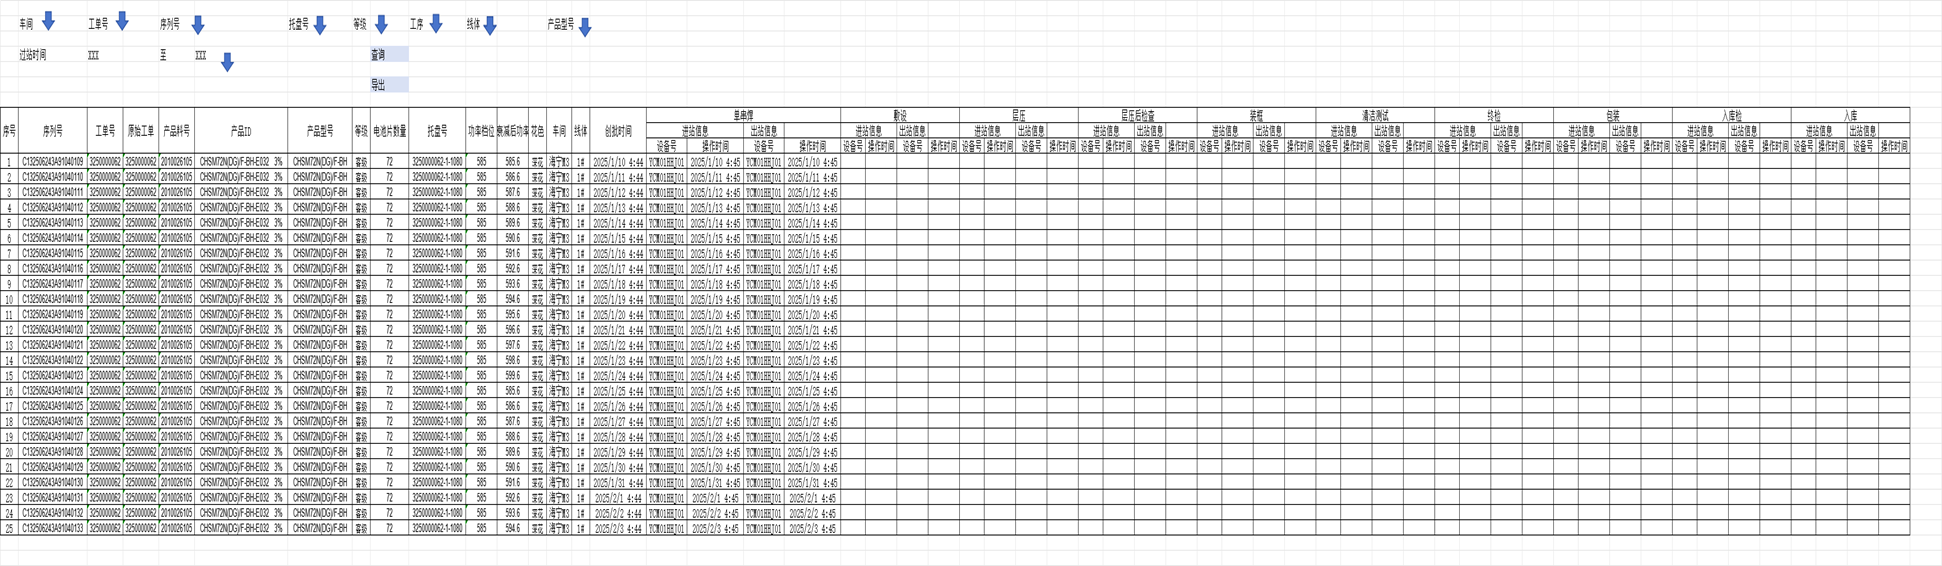 车间 工单号 序列号 托盘号 等级 工序 线体 产品型号
过站时间 XXX 至 XXX 查询
导出
单串焊 敷设 层压 层压后检查 装框 清洁测试 终检 包装 入库检 入库
序号 序列号 工单号 原始工单 产品料号 产品ID 产品型号 等级 电池片数量 托盘号 功率档位 衰减后功率 花色 车间 线体 创批时间 进站信息 出站信息 进站信息 出站信息 进站信息 出站信息 进站信息 出站信息 进站信息 出站信息 进站信息 出站信息 进站信息 出站信息 进站信息 出站信息 进站信息 出站信息 进站信息 出站信息
设备号 操作时间 设备号 操作时间 设备号 操作时间 设备号 操作时间 设备号 操作时间 设备号 操作时间 设备号 操作时间 设备号 操作时间 设备号 操作时间 设备号 操作时间 设备号 操作时间 设备号 操作时间 设备号 操作时间 设备号 操作时间 设备号 操作时间 设备号 操作时间 设备号 操作时间 设备号 操作时间 设备号 操作时间 设备号 操作时间
1 C132506243A91040109 3250000062 3250000062 2010026105 CHSM72N(DG)/F-BH-E032 3% CHSM72N(DG)/F-BH 客级 72 3250000062-1-1080 585 585.6 深花 海宁M3 1# 2025/1/10 4:44 TCM01HHJ01 2025/1/10 4:45 TCM01HHJ01 2025/1/10 4:45
2 C132506243A91040110 3250000062 3250000062 2010026105 CHSM72N(DG)/F-BH-E032 3% CHSM72N(DG)/F-BH 客级 72 3250000062-1-1080 585 586.6 深花 海宁M3 1# 2025/1/11 4:44 TCM01HHJ01 2025/1/11 4:45 TCM01HHJ01 2025/1/11 4:45
3 C132506243A91040111 3250000062 3250000062 2010026105 CHSM72N(DG)/F-BH-E032 3% CHSM72N(DG)/F-BH 客级 72 3250000062-1-1080 585 587.6 深花 海宁M3 1# 2025/1/12 4:44 TCM01HHJ01 2025/1/12 4:45 TCM01HHJ01 2025/1/12 4:45
4 C132506243A91040112 3250000062 3250000062 2010026105 CHSM72N(DG)/F-BH-E032 3% CHSM72N(DG)/F-BH 客级 72 3250000062-1-1080 585 588.6 深花 海宁M3 1# 2025/1/13 4:44 TCM01HHJ01 2025/1/13 4:45 TCM01HHJ01 2025/1/13 4:45
5 C132506243A91040113 3250000062 3250000062 2010026105 CHSM72N(DG)/F-BH-E032 3% CHSM72N(DG)/F-BH 客级 72 3250000062-1-1080 585 589.6 深花 海宁M3 1# 2025/1/14 4:44 TCM01HHJ01 2025/1/14 4:45 TCM01HHJ01 2025/1/14 4:45
6 C132506243A91040114 3250000062 3250000062 2010026105 CHSM72N(DG)/F-BH-E032 3% CHSM72N(DG)/F-BH 客级 72 3250000062-1-1080 585 590.6 深花 海宁M3 1# 2025/1/15 4:44 TCM01HHJ01 2025/1/15 4:45 TCM01HHJ01 2025/1/15 4:45
7 C132506243A91040115 3250000062 3250000062 2010026105 CHSM72N(DG)/F-BH-E032 3% CHSM72N(DG)/F-BH 客级 72 3250000062-1-1080 585 591.6 深花 海宁M3 1# 2025/1/16 4:44 TCM01HHJ01 2025/1/16 4:45 TCM01HHJ01 2025/1/16 4:45
8 C132506243A91040116 3250000062 3250000062 2010026105 CHSM72N(DG)/F-BH-E032 3% CHSM72N(DG)/F-BH 客级 72 3250000062-1-1080 585 592.6 深花 海宁M3 1# 2025/1/17 4:44 TCM01HHJ01 2025/1/17 4:45 TCM01HHJ01 2025/1/17 4:45
9 C132506243A91040117 3250000062 3250000062 2010026105 CHSM72N(DG)/F-BH-E032 3% CHSM72N(DG)/F-BH 客级 72 3250000062-1-1080 585 593.6 深花 海宁M3 1# 2025/1/18 4:44 TCM01HHJ01 2025/1/18 4:45 TCM01HHJ01 2025/1/18 4:45
10 C132506243A91040118 3250000062 3250000062 2010026105 CHSM72N(DG)/F-BH-E032 3% CHSM72N(DG)/F-BH 客级 72 3250000062-1-1080 585 594.6 深花 海宁M3 1# 2025/1/19 4:44 TCM01HHJ01 2025/1/19 4:45 TCM01HHJ01 2025/1/19 4:45
11 C132506243A91040119 3250000062 3250000062 2010026105 CHSM72N(DG)/F-BH-E032 3% CHSM72N(DG)/F-BH 客级 72 3250000062-1-1080 585 595.6 深花 海宁M3 1# 2025/1/20 4:44 TCM01HHJ01 2025/1/20 4:45 TCM01HHJ01 2025/1/20 4:45
12 C132506243A91040120 3250000062 3250000062 2010026105 CHSM72N(DG)/F-BH-E032 3% CHSM72N(DG)/F-BH 客级 72 3250000062-1-1080 585 596.6 深花 海宁M3 1# 2025/1/21 4:44 TCM01HHJ01 2025/1/21 4:45 TCM01HHJ01 2025/1/21 4:45
13 C132506243A91040121 3250000062 3250000062 2010026105 CHSM72N(DG)/F-BH-E032 3% CHSM72N(DG)/F-BH 客级 72 3250000062-1-1080 585 597.6 深花 海宁M3 1# 2025/1/22 4:44 TCM01HHJ01 2025/1/22 4:45 TCM01HHJ01 2025/1/22 4:45
14 C132506243A91040122 3250000062 3250000062 2010026105 CHSM72N(DG)/F-BH-E032 3% CHSM72N(DG)/F-BH 客级 72 3250000062-1-1080 585 598.6 深花 海宁M3 1# 2025/1/23 4:44 TCM01HHJ01 2025/1/23 4:45 TCM01HHJ01 2025/1/23 4:45
15 C132506243A91040123 3250000062 3250000062 2010026105 CHSM72N(DG)/F-BH-E032 3% CHSM72N(DG)/F-BH 客级 72 3250000062-1-1080 585 599.6 深花 海宁M3 1# 2025/1/24 4:44 TCM01HHJ01 2025/1/24 4:45 TCM01HHJ01 2025/1/24 4:45
16 C132506243A91040124 3250000062 3250000062 2010026105 CHSM72N(DG)/F-BH-E032 3% CHSM72N(DG)/F-BH 客级 72 3250000062-1-1080 585 585.6 深花 海宁M3 1# 2025/1/25 4:44 TCM01HHJ01 2025/1/25 4:45 TCM01HHJ01 2025/1/25 4:45
17 C132506243A91040125 3250000062 3250000062 2010026105 CHSM72N(DG)/F-BH-E032 3% CHSM72N(DG)/F-BH 客级 72 3250000062-1-1080 585 586.6 深花 海宁M3 1# 2025/1/26 4:44 TCM01HHJ01 2025/1/26 4:45 TCM01HHJ01 2025/1/26 4:45
18 C132506243A91040126 3250000062 3250000062 2010026105 CHSM72N(DG)/F-BH-E032 3% CHSM72N(DG)/F-BH 客级 72 3250000062-1-1080 585 587.6 深花 海宁M3 1# 2025/1/27 4:44 TCM01HHJ01 2025/1/27 4:45 TCM01HHJ01 2025/1/27 4:45
19 C132506243A91040127 3250000062 3250000062 2010026105 CHSM72N(DG)/F-BH-E032 3% CHSM72N(DG)/F-BH 客级 72 3250000062-1-1080 585 588.6 深花 海宁M3 1# 2025/1/28 4:44 TCM01HHJ01 2025/1/28 4:45 TCM01HHJ01 2025/1/28 4:45
20 C132506243A91040128 3250000062 3250000062 2010026105 CHSM72N(DG)/F-BH-E032 3% CHSM72N(DG)/F-BH 客级 72 3250000062-1-1080 585 589.6 深花 海宁M3 1# 2025/1/29 4:44 TCM01HHJ01 2025/1/29 4:45 TCM01HHJ01 2025/1/29 4:45
21 C132506243A91040129 3250000062 3250000062 2010026105 CHSM72N(DG)/F-BH-E032 3% CHSM72N(DG)/F-BH 客级 72 3250000062-1-1080 585 590.6 深花 海宁M3 1# 2025/1/30 4:44 TCM01HHJ01 2025/1/30 4:45 TCM01HHJ01 2025/1/30 4:45
22 C132506243A91040130 3250000062 3250000062 2010026105 CHSM72N(DG)/F-BH-E032 3% CHSM72N(DG)/F-BH 客级 72 3250000062-1-1080 585 591.6 深花 海宁M3 1# 2025/1/31 4:44 TCM01HHJ01 2025/1/31 4:45 TCM01HHJ01 2025/1/31 4:45
23 C132506243A91040131 3250000062 3250000062 2010026105 CHSM72N(DG)/F-BH-E032 3% CHSM72N(DG)/F-BH 客级 72 3250000062-1-1080 585 592.6 深花 海宁M3 1# 2025/2/1 4:44 TCM01HHJ01 2025/2/1 4:45 TCM01HHJ01 2025/2/1 4:45
24 C132506243A91040132 3250000062 3250000062 2010026105 CHSM72N(DG)/F-BH-E032 3% CHSM72N(DG)/F-BH 客级 72 3250000062-1-1080 585 593.6 深花 海宁M3 1# 2025/2/2 4:44 TCM01HHJ01 2025/2/2 4:45 TCM01HHJ01 2025/2/2 4:45
25 C132506243A91040133 3250000062 3250000062 2010026105 CHSM72N(DG)/F-BH-E032 3% CHSM72N(DG)/F-BH 客级 72 3250000062-1-1080 585 594.6 深花 海宁M3 1# 2025/2/3 4:44 TCM01HHJ01 2025/2/3 4:45 TCM01HHJ01 2025/2/3 4:45